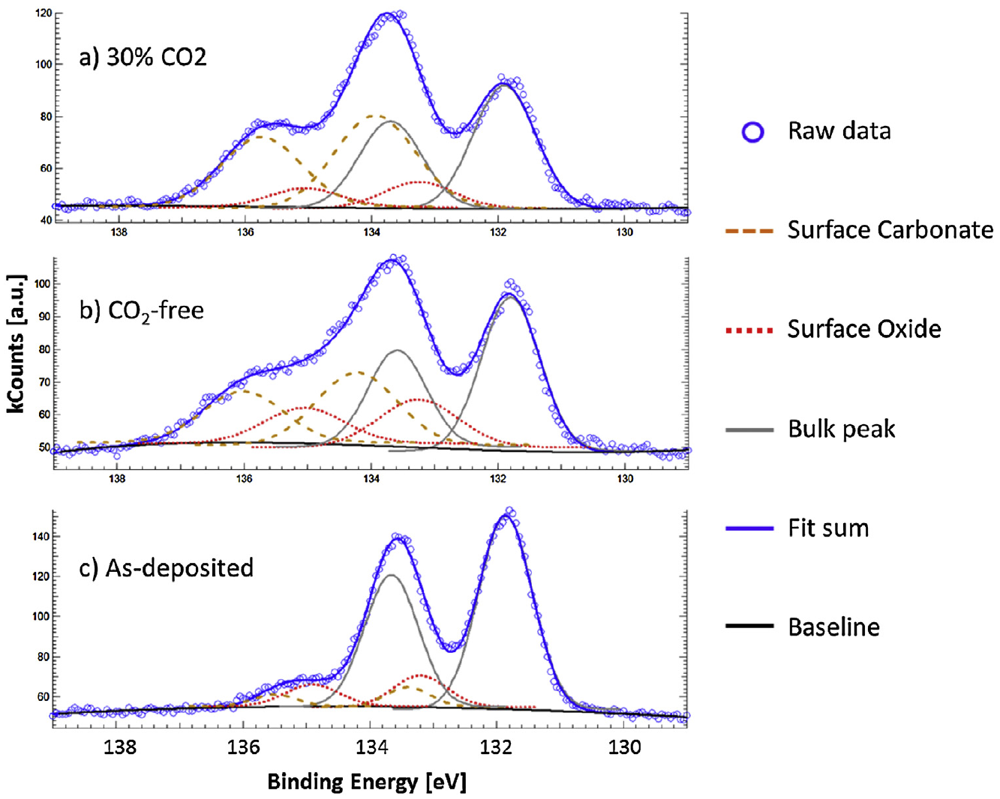 120
a) 30% CO2
100
80
60
40
138 136 134 132 130
Raw data
Surface Carbonate
Surface Oxide
Bulk peak
Fit sum
Baseline
kCounts [a.u.]
100
b) CO₂-free
90
80
70
60
50
138 136 134 132 130
140
c) As-deposited
120
100
80
60
138 136 134 132 130
Binding Energy [eV]